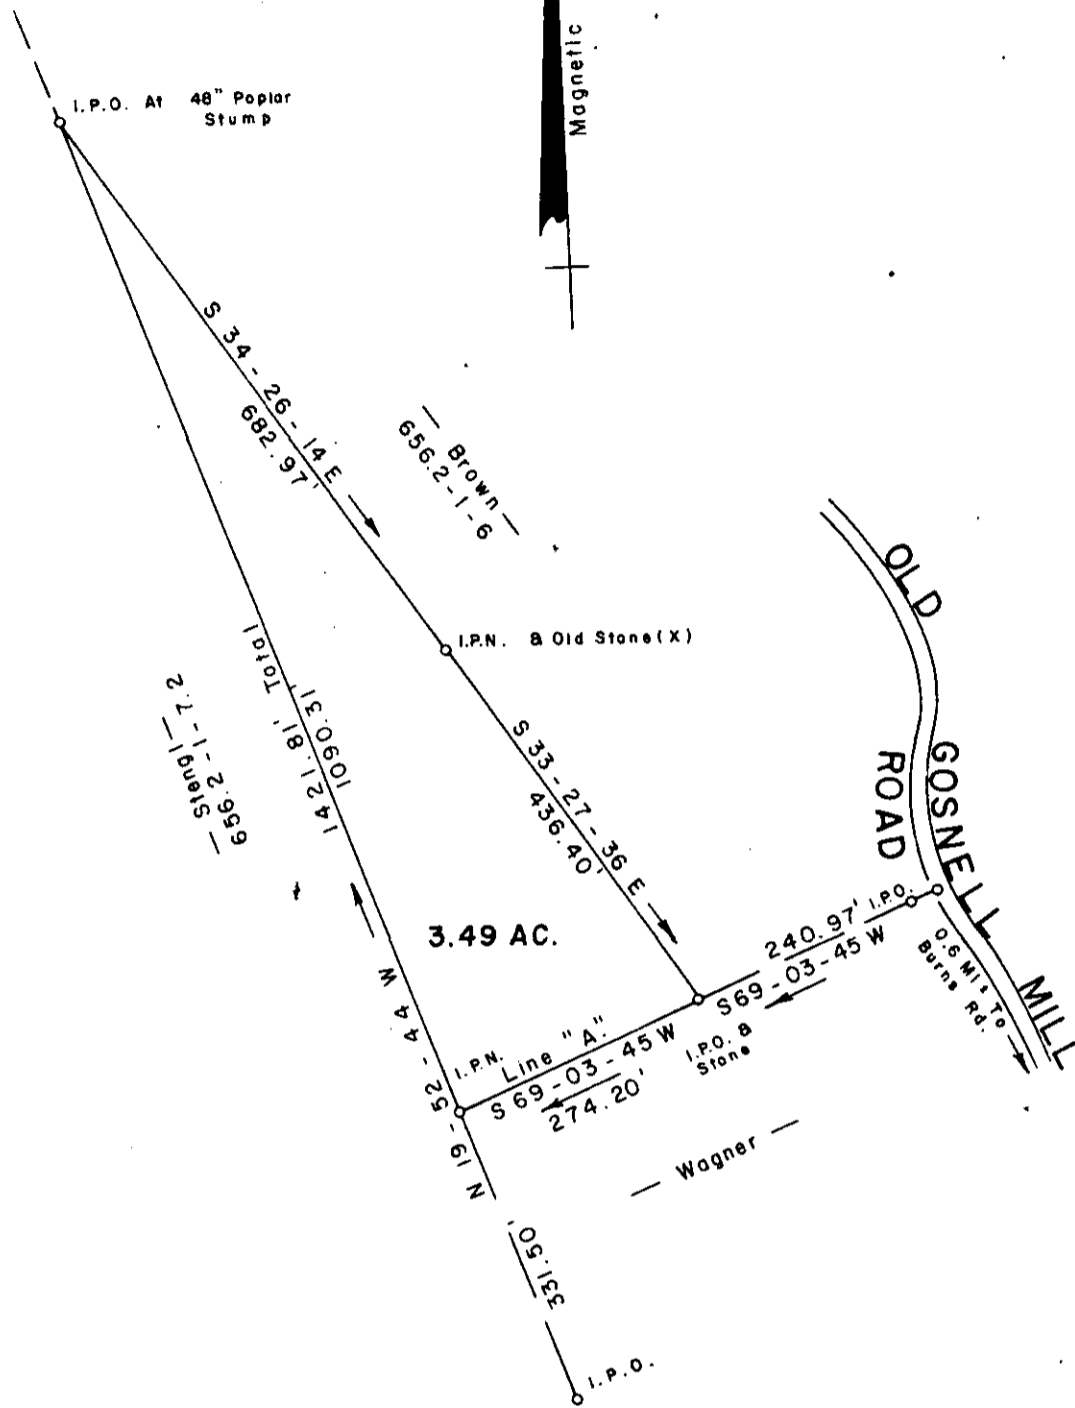 I.P.O. At 48" Poplar
Stump
Magnetic
S 34 - 26 - 14 E
682.97'
— Brown —
656.2-1-6
OLD
GOSNELL
MILL
ROAD
I.P.N. & Old Stone (X)
— Stengl —
656.2-1-7.2
1421.81' Total
1090.31'
S 33 - 27 - 36 E
436.40'
3.49 AC.
240.97' I.P.O.
S 69-03-45 W
0.6 Mi ± To
Burns Rd.
I.P.N.
Line "A"
S 69-03-45 W
274.20'
I.P.O. &
Stone
N 19 - 52 - 44 W
— Wagner —
331.50'
I.P.O.